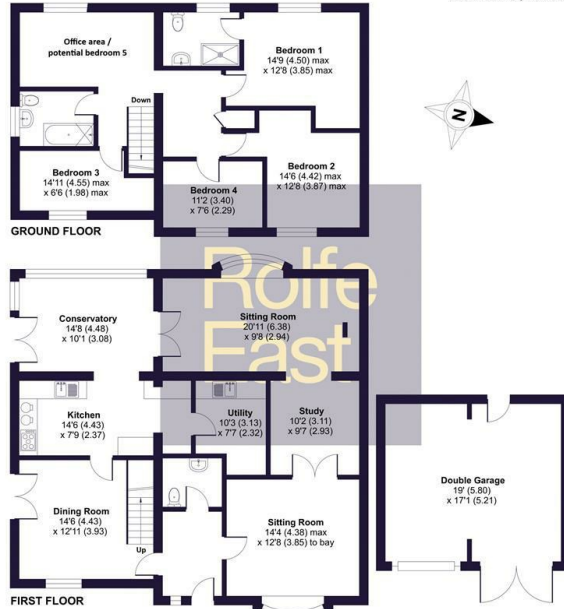 Office area /
potential bedroom 5
Bedroom 1
14'9 (4.50) max
x 12'8 (3.85) max
Down
N
Bedroom 3
14'11 (4.55) max
x 6'6 (1.98) max
Bedroom 4
11'2 (3.40)
x 7'6 (2.29)
Bedroom 2
14'6 (4.42) max
x 12'8 (3.87) max
GROUND FLOOR
Rolfe
East
Conservatory
14'8 (4.48)
x 10'1 (3.08)
Sitting Room
20'11 (6.38)
x 9'8 (2.94)
Kitchen
14'6 (4.43)
x 7'9 (2.37)
Utility
10'3 (3.13)
x 7'7 (2.32)
Study
10'2 (3.11)
x 9'7 (2.93)
Dining Room
14'6 (4.43)
x 12'11 (3.93)
Up
Sitting Room
14'4 (4.38) max
x 12'8 (3.85) to bay
Double Garage
19' (5.80)
x 17'1 (5.21)
FIRST FLOOR